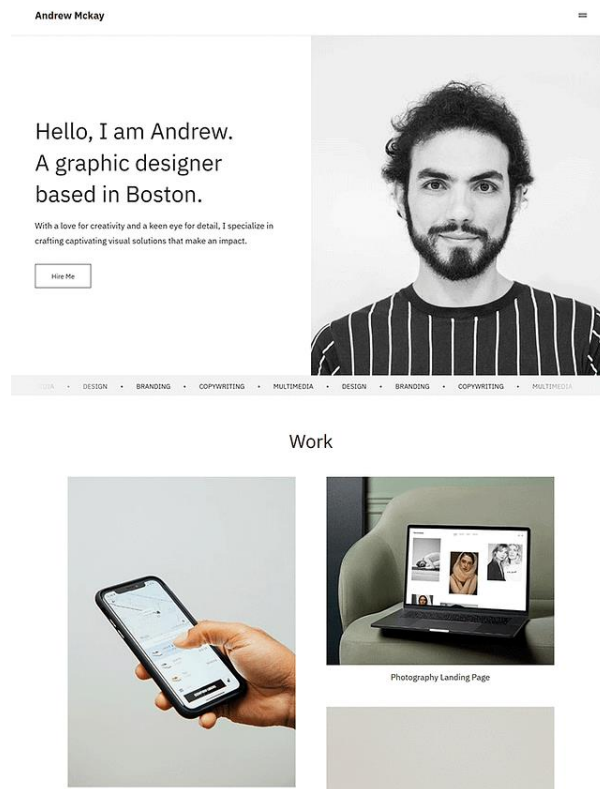 Andrew Mckay
Hello, I am Andrew.
A graphic designer
based in Boston.
With a love for creativity and a keen eye for detail, I specialize in
crafting captivating visual solutions that make an impact.
Hire Me
DIA • DESIGN • BRANDING • COPYWRITING • MULTIMEDIA • DESIGN • BRANDING • COPYWRITING • MULTIMEDIA
Work
Photography Landing Page